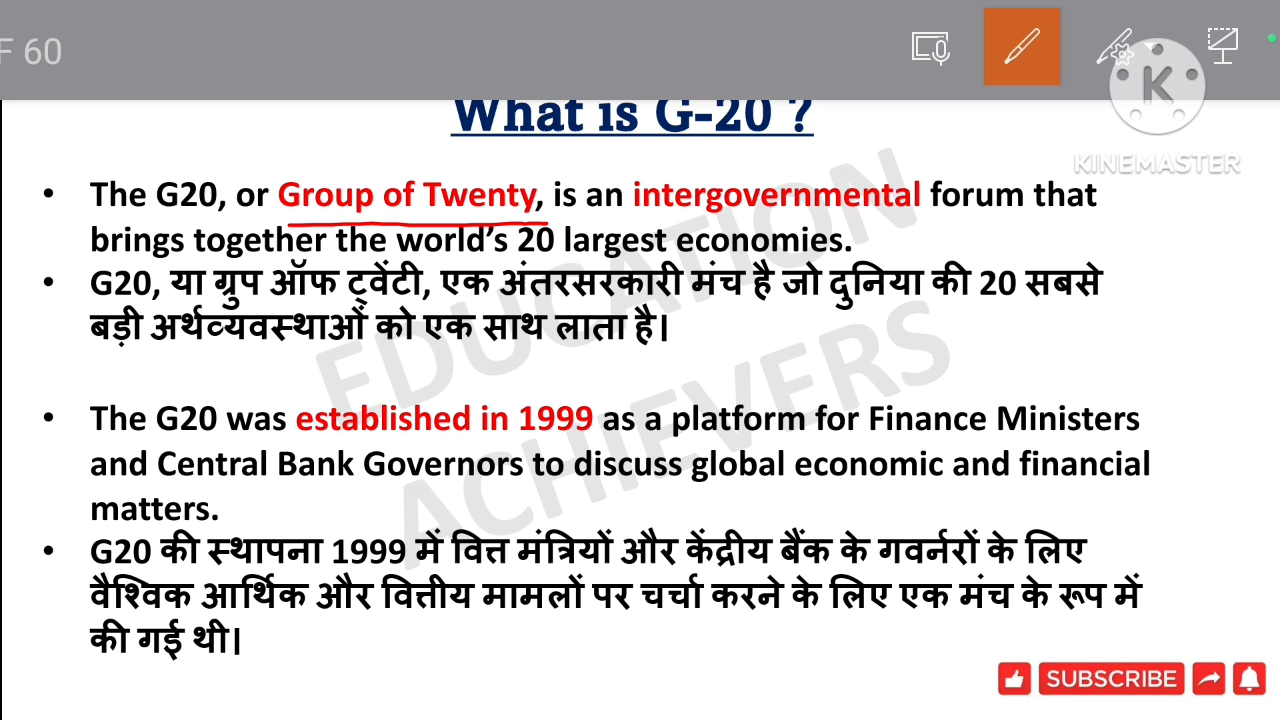 F 60
K
KINEMASTER
What is G-20 ?
• The G20, or Group of Twenty, is an intergovernmental forum that
brings together the world's 20 largest economies.
• G20, या ग्रुप ऑफ ट्वेंटी, एक अंतरसरकारी मंच है जो दुनिया की 20 सबसे
बड़ी अर्थव्यवस्थाओं को एक साथ लाता है।
• The G20 was established in 1999 as a platform for Finance Ministers
and Central Bank Governors to discuss global economic and financial
matters.
• G20 की स्थापना 1999 में वित्त मंत्रियों और केंद्रीय बैंक के गवर्नरों के लिए
वैश्विक आर्थिक और वित्तीय मामलों पर चर्चा करने के लिए एक मंच के रूप में
की गई थी।
EDUCATION
ACHIEVERS
SUBSCRIBE